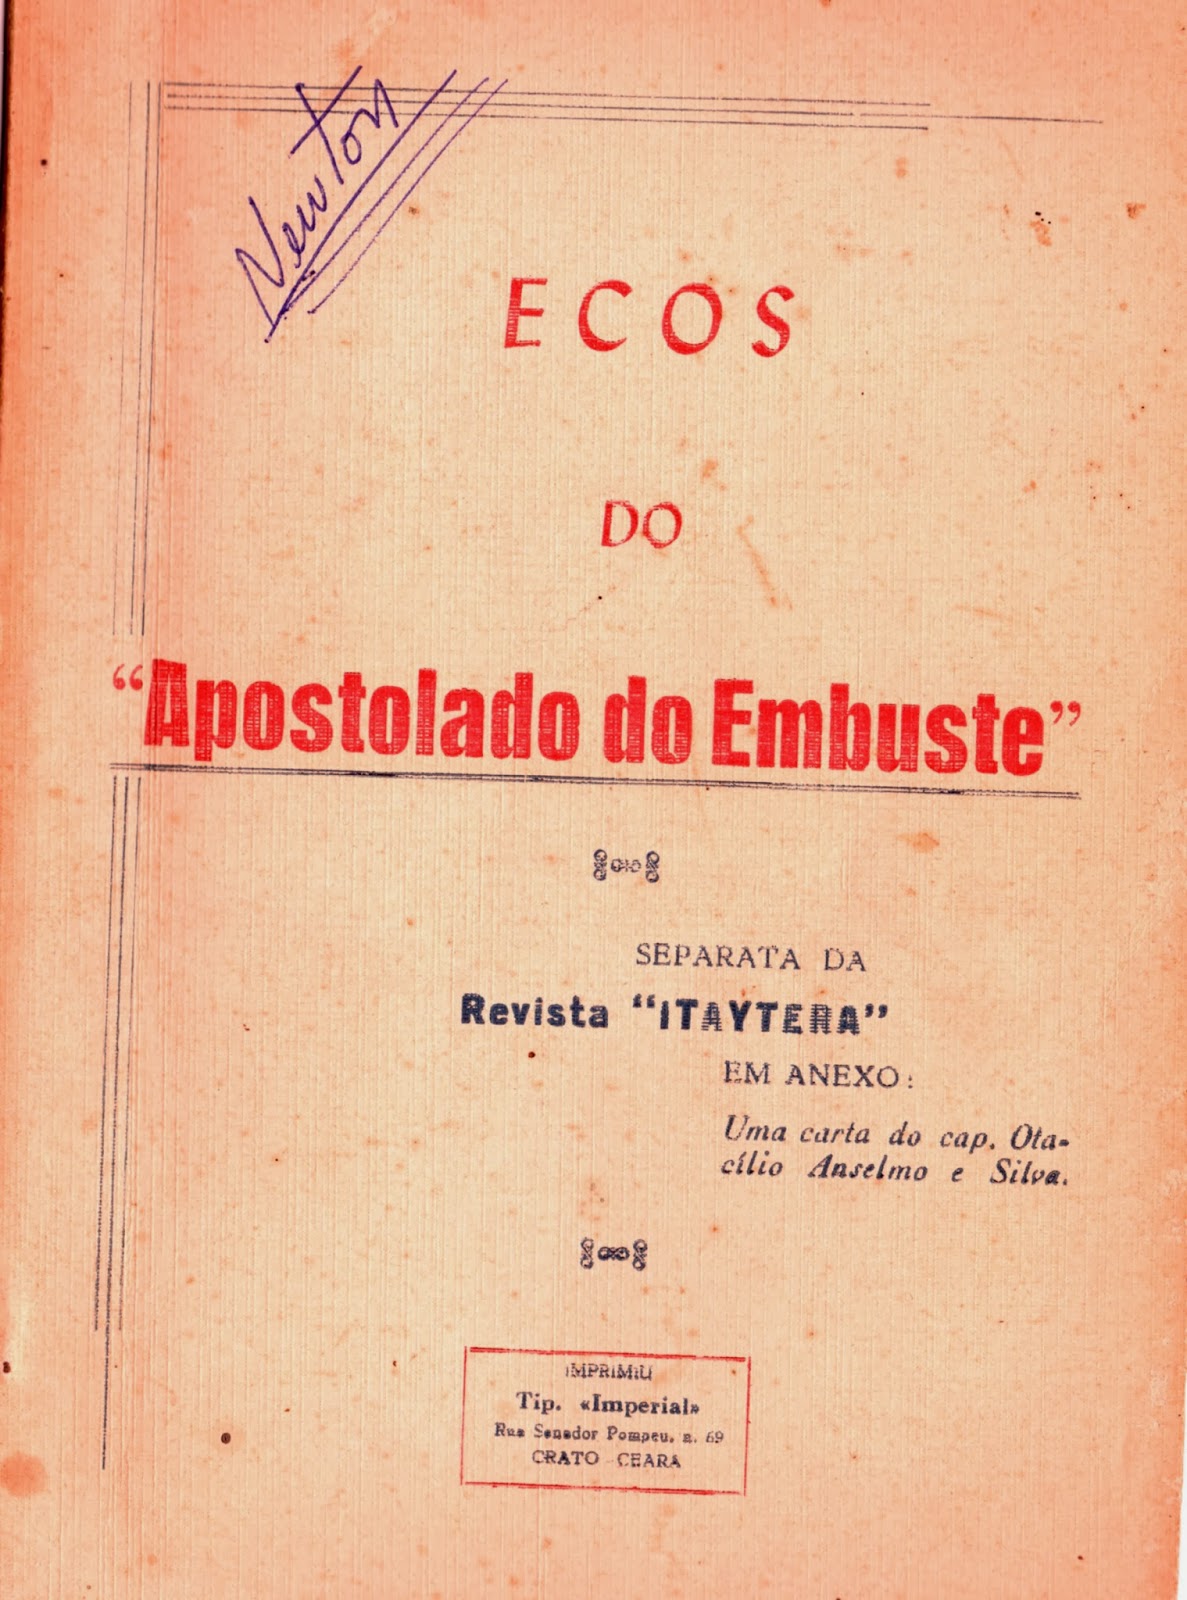 Newton
ECOS
DO
“Apostolado do Embuste”
SEPARATA DA
Revista “ITAYTERA”
EM ANEXO:
Uma carta do cap. Ota-
cílio Anselmo e Silva.
IMPRIMIU
Tip. «Imperial»
Rua Senador Pompeu, n. 69
CRATO - CEARA